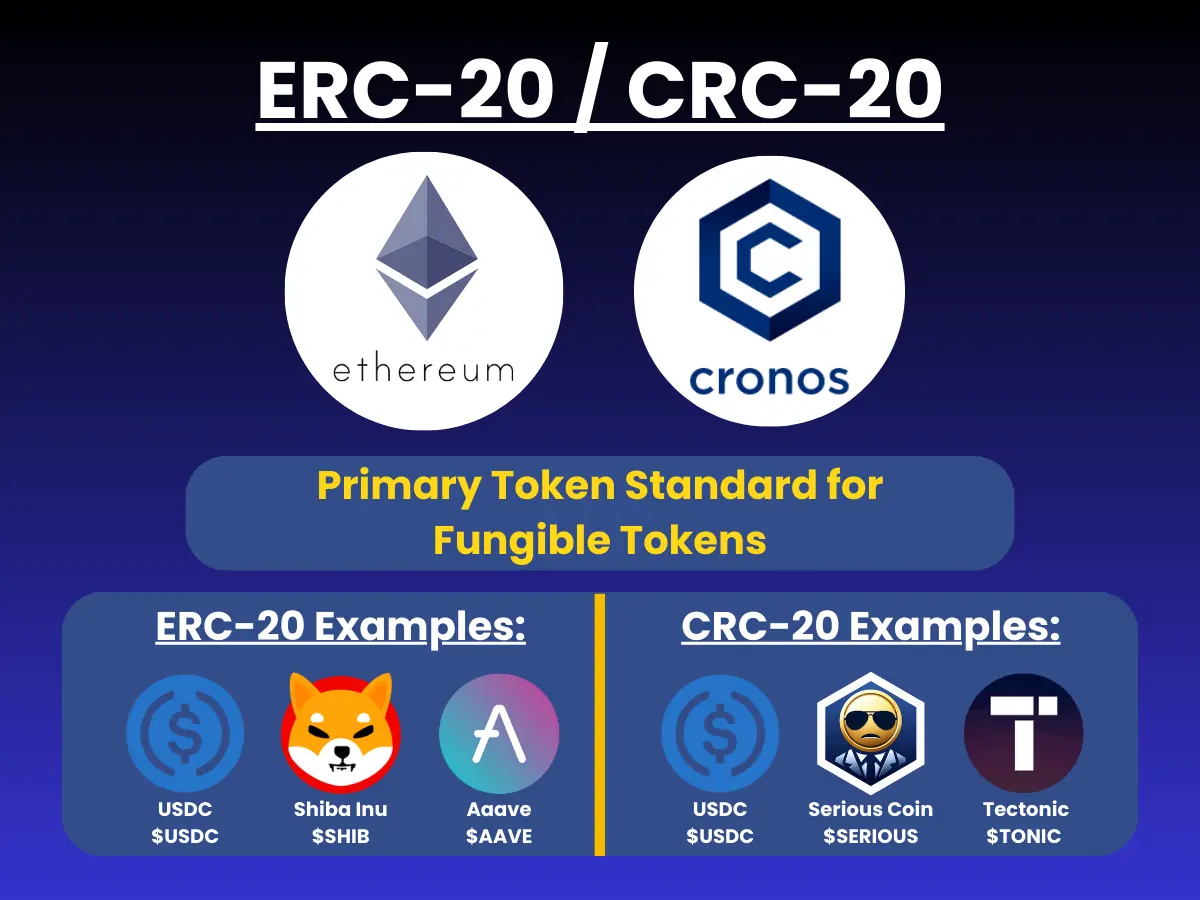 ERC-20 / CRC-20
ethereum
cronos
Primary Token Standard for
Fungible Tokens
ERC-20 Examples:
USDC
$USDC
Shiba Inu
$SHIB
Aaave
$AAVE
CRC-20 Examples:
USDC
$USDC
Serious Coin
$SERIOUS
Tectonic
$TONIC